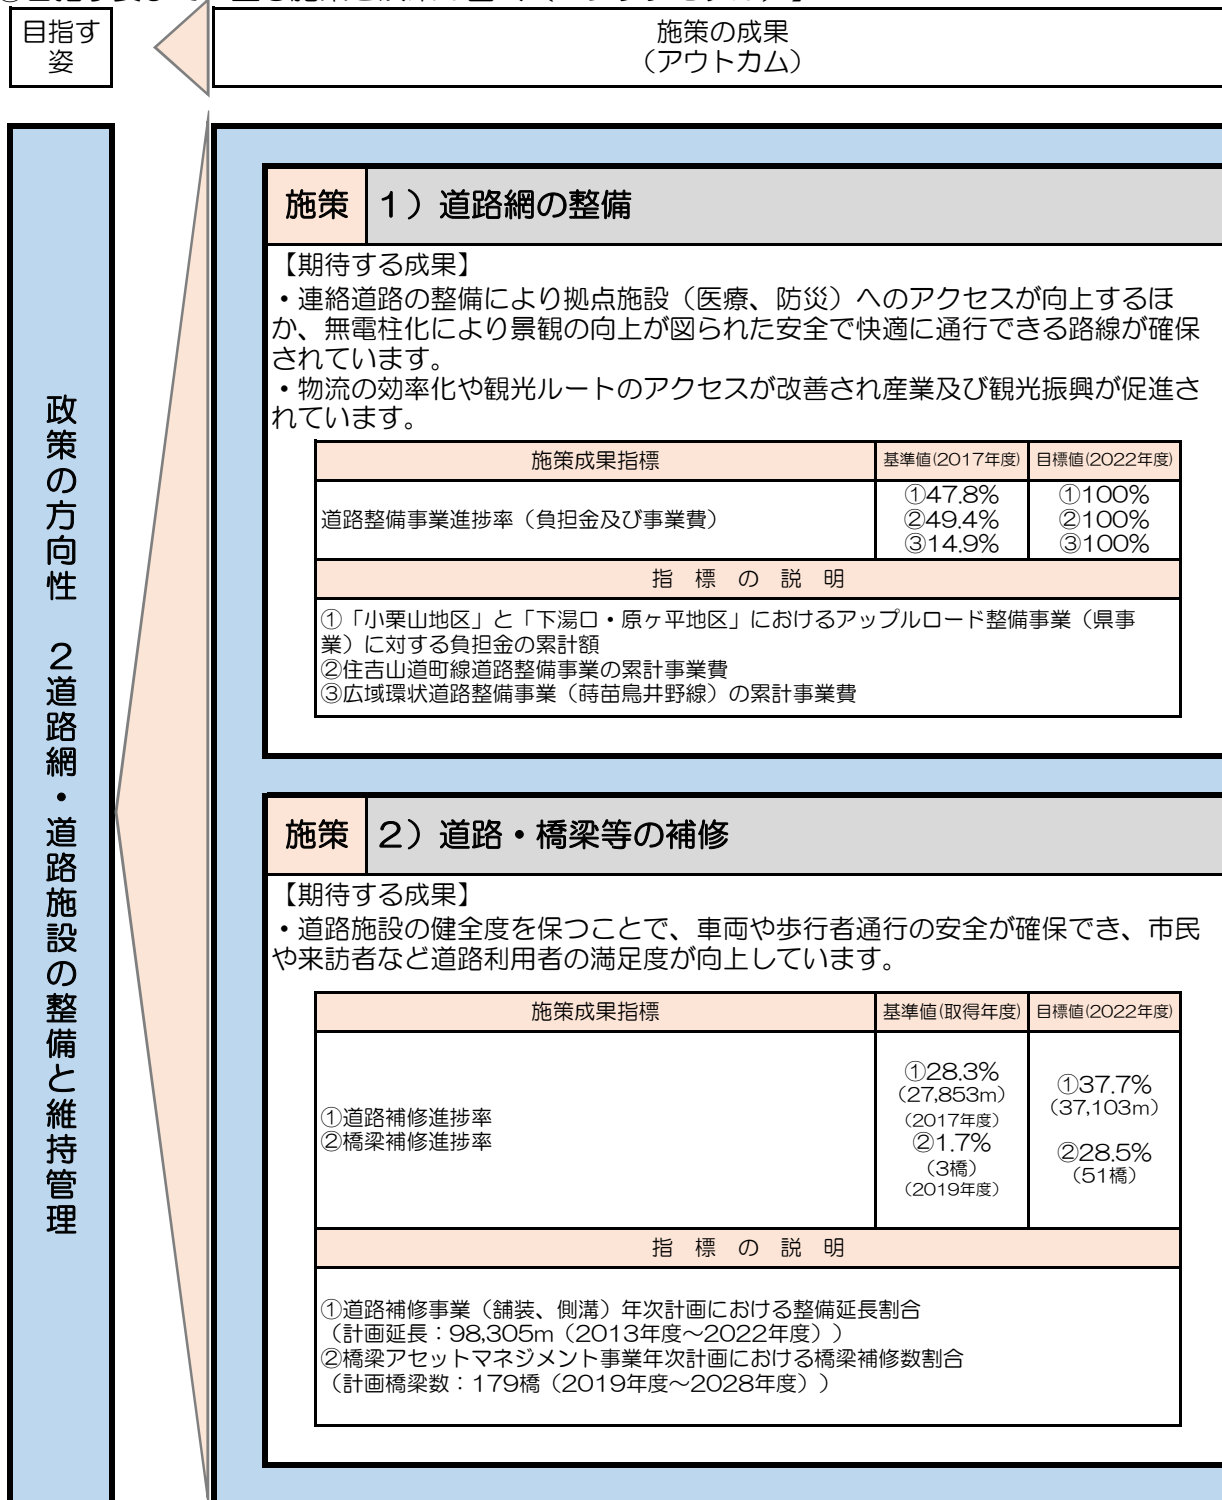 目指す
姿
施策の成果
（アウトカム）
政策の方向性　２道路網・道路施設の整備と維持管理
施策
１）道路網の整備
【期待する成果】
・連絡道路の整備により拠点施設（医療、防災）へのアクセスが向上するほ
か、無電柱化により景観の向上が図られた安全で快適に通行できる路線が確保
されています。
・物流の効率化や観光ルートのアクセスが改善され産業及び観光振興が促進さ
れています。
施策成果指標
基準値(2017年度)
目標値(2022年度)
道路整備事業進捗率（負担金及び事業費）
①47.8%
②49.4%
③14.9%
①100%
②100%
③100%
指　標　の　説　明
①「小栗山地区」と「下湯口・原ヶ平地区」におけるアップルロード整備事業（県事
業）に対する負担金の累計額
②住吉山道町線道路整備事業の累計事業費
③広域環状道路整備事業（蒔苗鳥井野線）の累計事業費
施策
２）道路・橋梁等の補修
【期待する成果】
・道路施設の健全度を保つことで、車両や歩行者通行の安全が確保でき、市民
や来訪者など道路利用者の満足度が向上しています。
施策成果指標
基準値(取得年度)
目標値(2022年度)
①道路補修進捗率
②橋梁補修進捗率
①28.3%
（27,853m）
（2017年度）
②1.7%
（3橋）
（2019年度）
①37.7%
（37,103m）
②28.5%
（51橋）
指　標　の　説　明
①道路補修事業（舗装、側溝）年次計画における整備延長割合
（計画延長：98,305m（2013年度～2022年度））
②橋梁アセットマネジメント事業年次計画における橋梁補修数割合
（計画橋梁数：179橋（2019年度～2028年度））